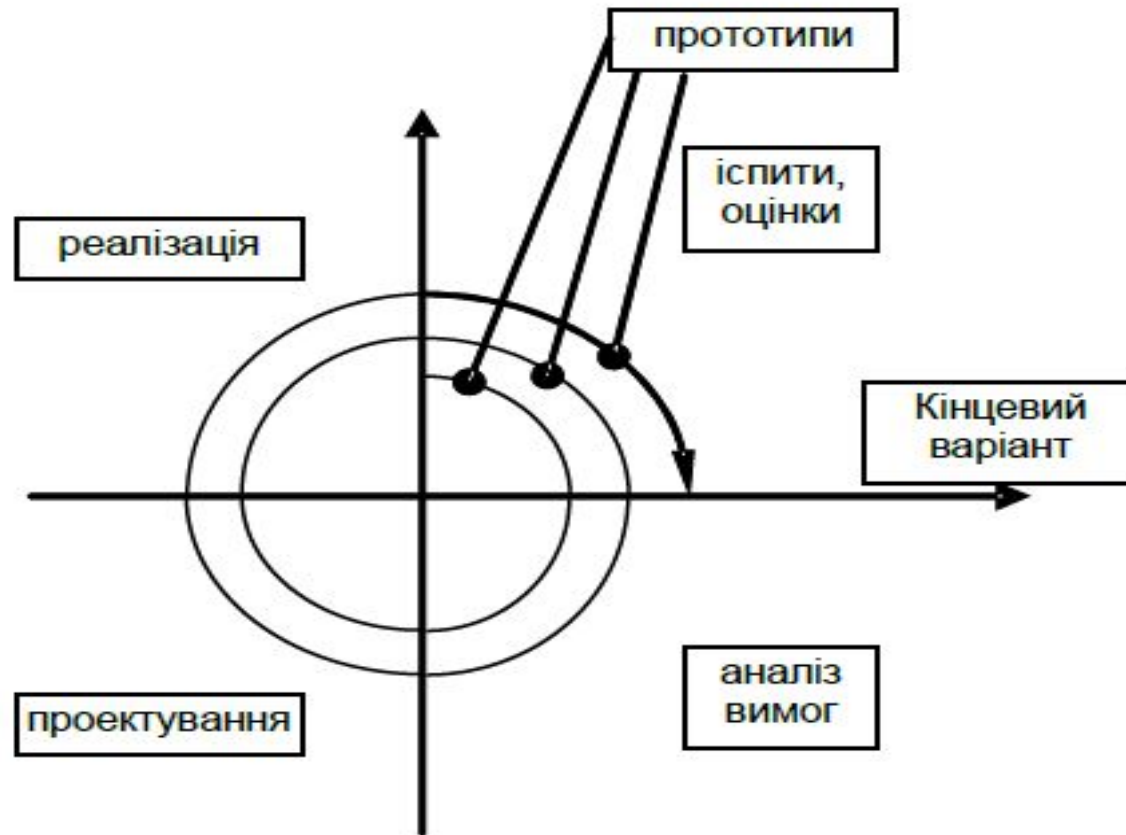 прототипи
іспити,
оцінки
реалізація
Кінцевий
варіант
аналіз
вимог
проектування